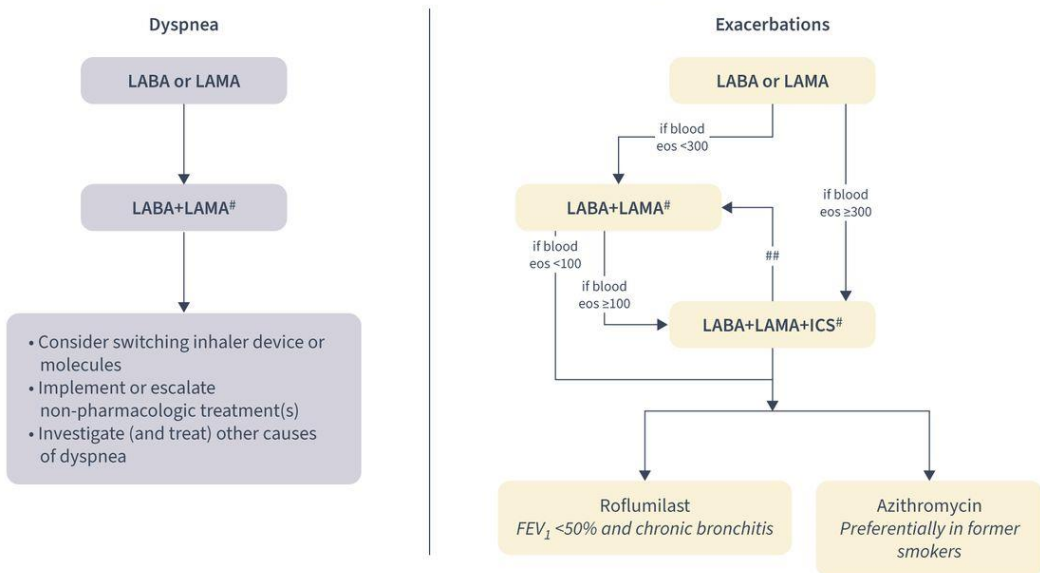 Dyspnea
LABA or LAMA
LABA+LAMA#
• Consider switching inhaler device or
molecules
• Implement or escalate
non-pharmacologic treatment(s)
• Investigate (and treat) other causes
of dyspnea
Exacerbations
LABA or LAMA
if blood
eos <300
if blood
eos ≥300
LABA+LAMA#
if blood
eos <100
if blood
eos ≥100
##
LABA+LAMA+ICS#
Roflumilast
FEV1 <50% and chronic bronchitis
Azithromycin
Preferentially in former
smokers